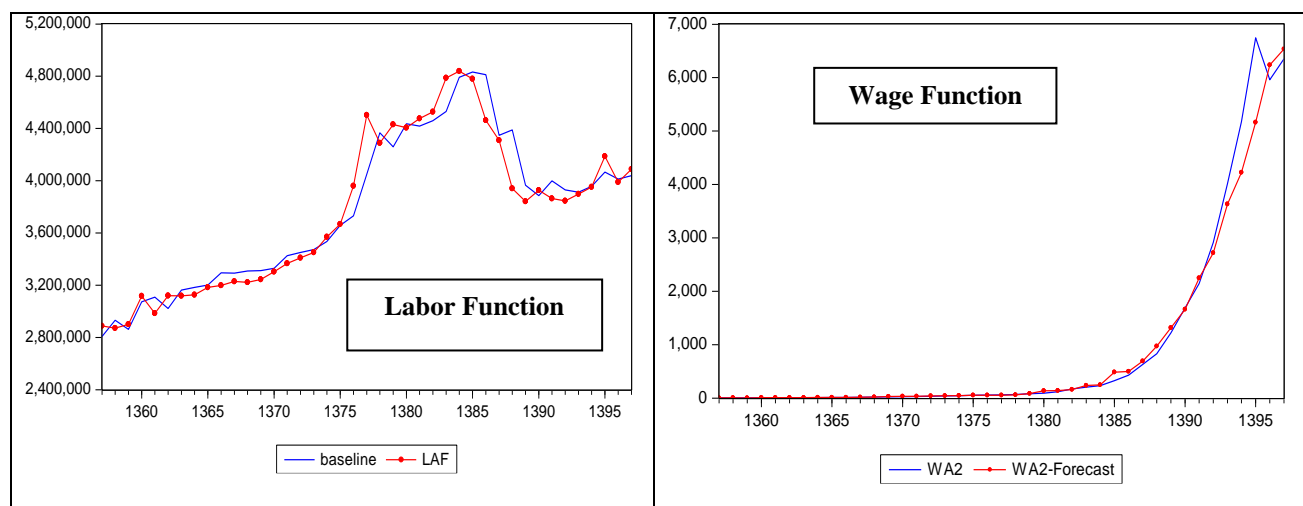 5,200,000
4,800,000
4,400,000
4,000,000
3,600,000
3,200,000
2,800,000
2,400,000
1360 1365 1370 1375 1380 1385 1390 1395
Labor Function
baseline LAF
7,000
6,000
5,000
4,000
3,000
2,000
1,000
0
1360 1365 1370 1375 1380 1385 1390 1395
Wage Function
WA2 WA2-Forecast